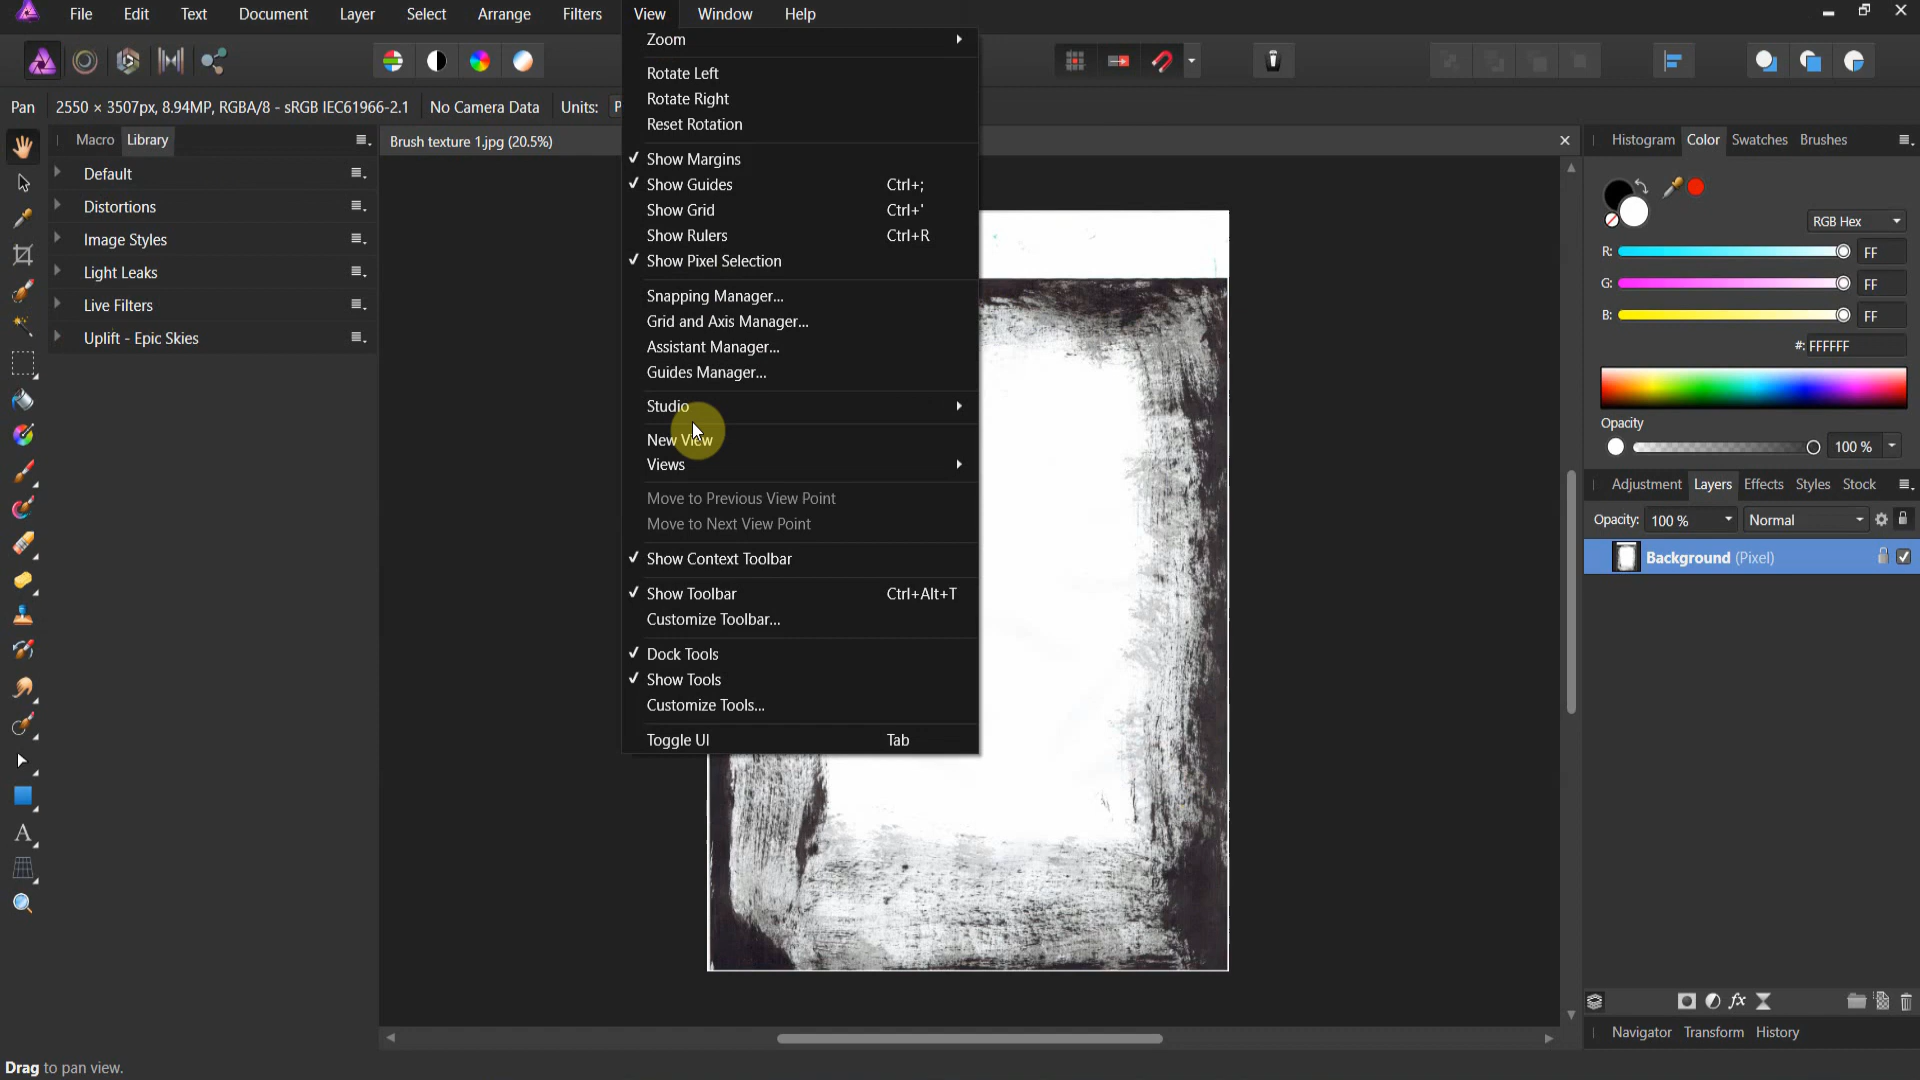 File Edit Text Document Layer Select Arrange Filters View Window Help
Pan 2550 × 3507px, 8.94MP, RGBA/8 - sRGB IEC61966-2.1 No Camera Data Units: P
Macro Library
Default
Distortions
Image Styles
Light Leaks
Live Filters
Uplift - Epic Skies
Brush texture 1.jpg (20.5%)
Zoom
Rotate Left
Rotate Right
Reset Rotation
Show Margins
Show Guides Ctrl+;
Show Grid Ctrl+'
Show Rulers Ctrl+R
Show Pixel Selection
Snapping Manager...
Grid and Axis Manager...
Assistant Manager...
Guides Manager...
Studio
New View
Views
Move to Previous View Point
Move to Next View Point
Show Context Toolbar
Show Toolbar Ctrl+Alt+T
Customize Toolbar...
Dock Tools
Show Tools
Customize Tools...
Toggle UI Tab
Histogram Color Swatches Brushes
RGB Hex
R: FF
G: FF
B: FF
#: FFFFFF
Opacity
100 %
Adjustment Layers Effects Styles Stock
Opacity: 100 % Normal
Background (Pixel)
Navigator Transform History
Drag to pan view.